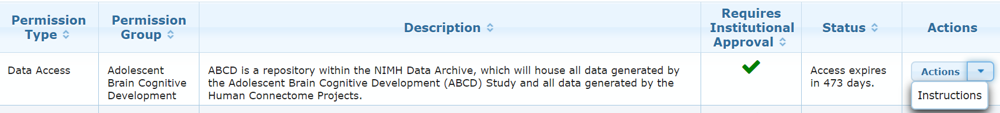 Permission Type
Permission Group
Description
Requires Institutional Approval
Status
Actions
Data Access
Adolescent
Brain Cognitive
Development
ABCD is a repository within the NIMH Data Archive, which will house all data generated by
the Adolescent Brain Cognitive Development (ABCD) Study and all data generated by the
Human Connectome Projects.
Access expires
in 473 days.
Actions
Instructions